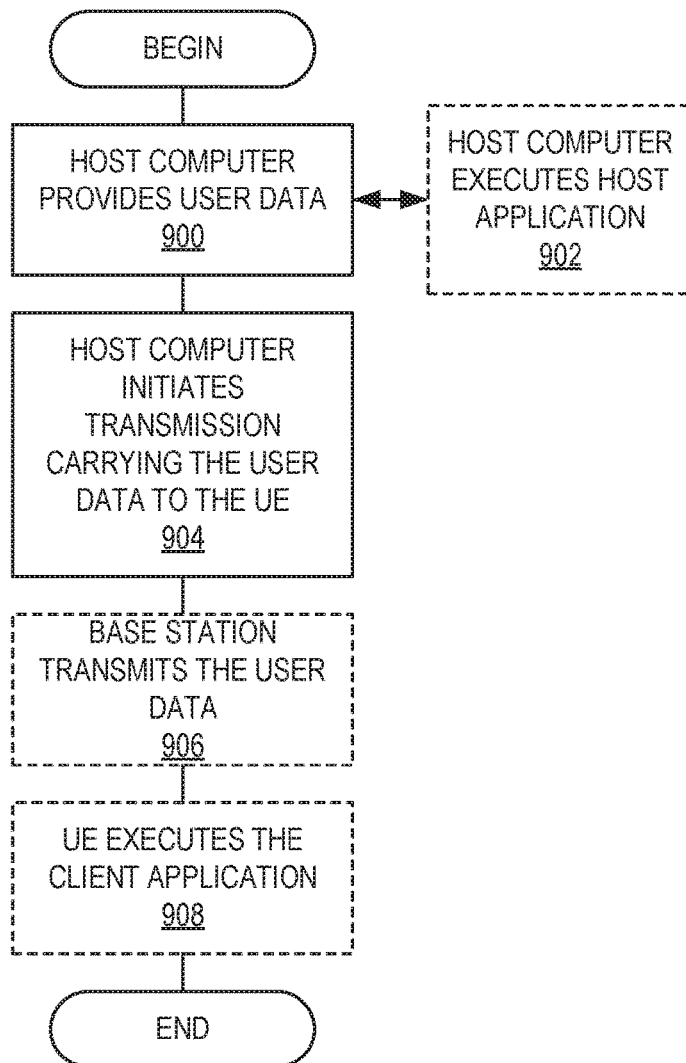 BEGIN
HOST COMPUTER
PROVIDES USER DATA
900
HOST COMPUTER
EXECUTES HOST
APPLICATION
902
HOST COMPUTER
INITIATES
TRANSMISSION
CARRYING THE USER
DATA TO THE UE
904
BASE STATION
TRANSMITS THE USER
DATA
906
UE EXECUTES THE
CLIENT APPLICATION
908
END